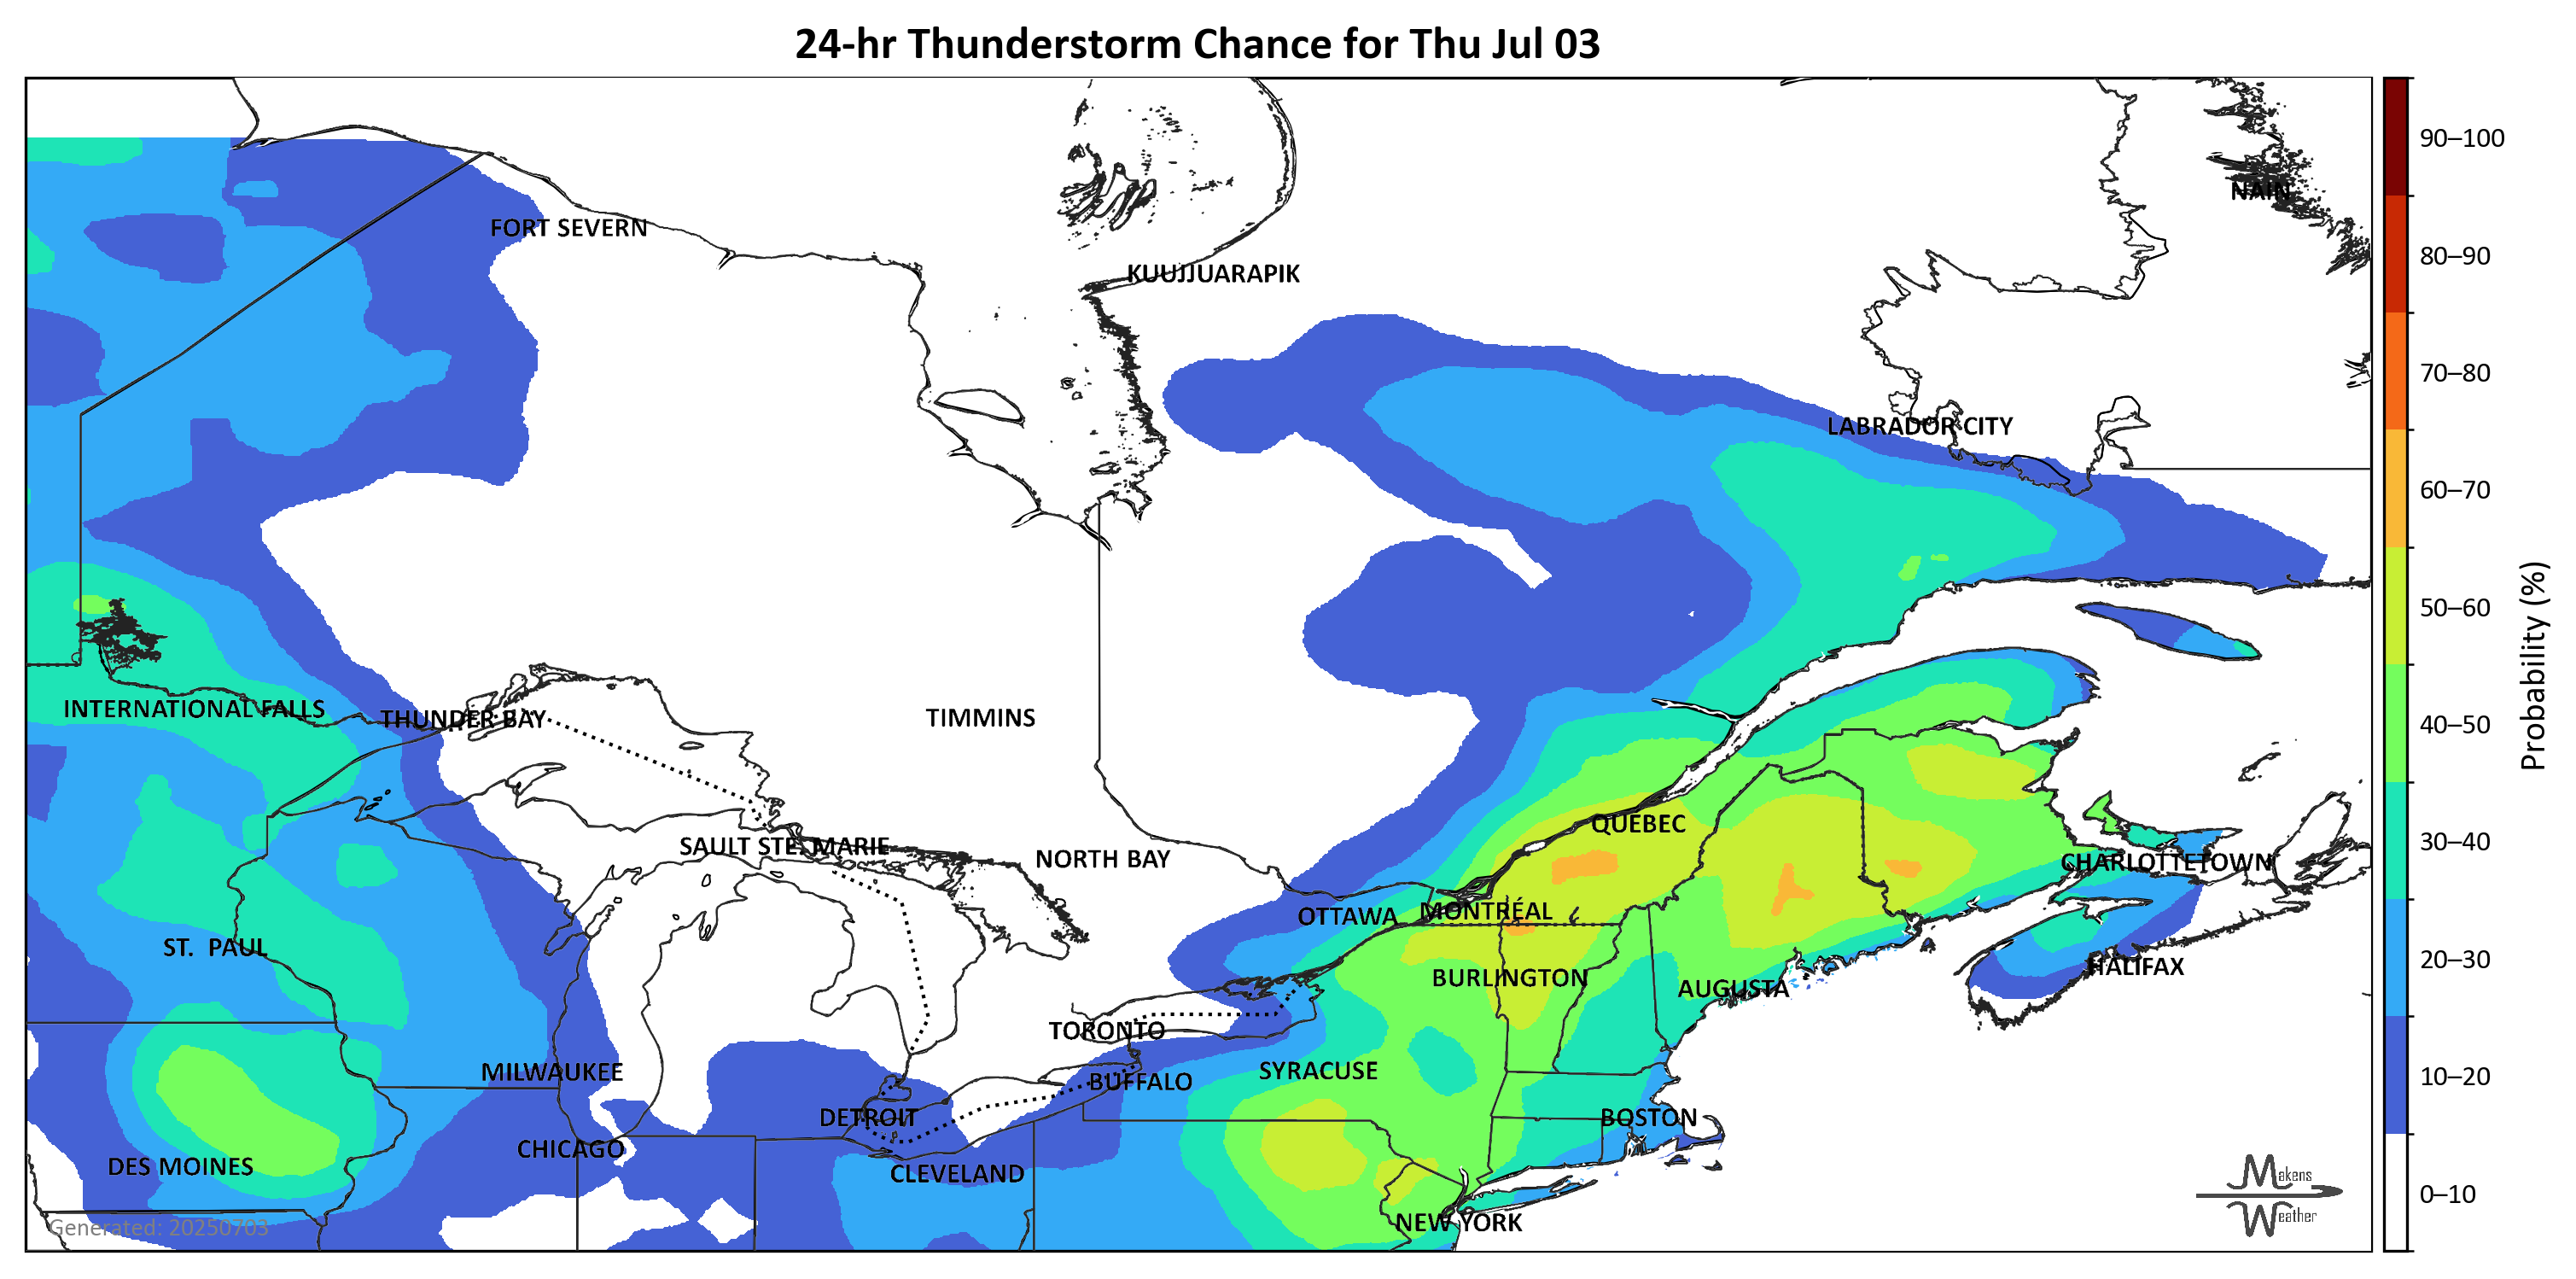 24-hr Thunderstorm Chance for Thu Jul 03
90–100
NAIN
FORT SEVERN
80–90
KUUJJUARAPIK
70–80
LABRADOR CITY
60–70
50–60
INTERNATIONAL FALLS
THUNDER BAY
TIMMINS
40–50
Probability (%)
QUEBEC
SAULT STE. MARIE
NORTH BAY
CHARLOTTETOWN
30–40
OTTAWA
MONTRÉAL
ST. PAUL
BURLINGTON
AUGUSTA
HALIFAX
20–30
TORONTO
MILWAUKEE
BUFFALO
SYRACUSE
10–20
DETROIT
BOSTON
CHICAGO
DES MOINES
CLEVELAND
Makens
Weather
0–10
NEW YORK
Generated: 20250703